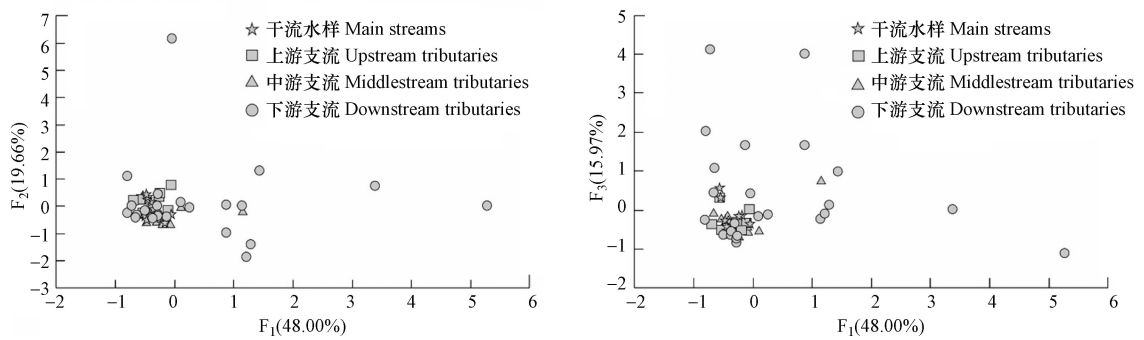 7
6
5
4
3
2
1
0
−1
−2
−3
F2(19.66%)
干流水样 Main streams
上游支流 Upstream tributaries
中游支流 Middlestream tributaries
下游支流 Downstream tributaries
−2 −1 0 1 2 3 4 5 6
F1(48.00%)
5
4
3
2
1
0
−1
−2
F3(15.97%)
干流水样 Main streams
上游支流 Upstream tributaries
中游支流 Middlestream tributaries
下游支流 Downstream tributaries
−2 −1 0 1 2 3 4 5 6
F1(48.00%)